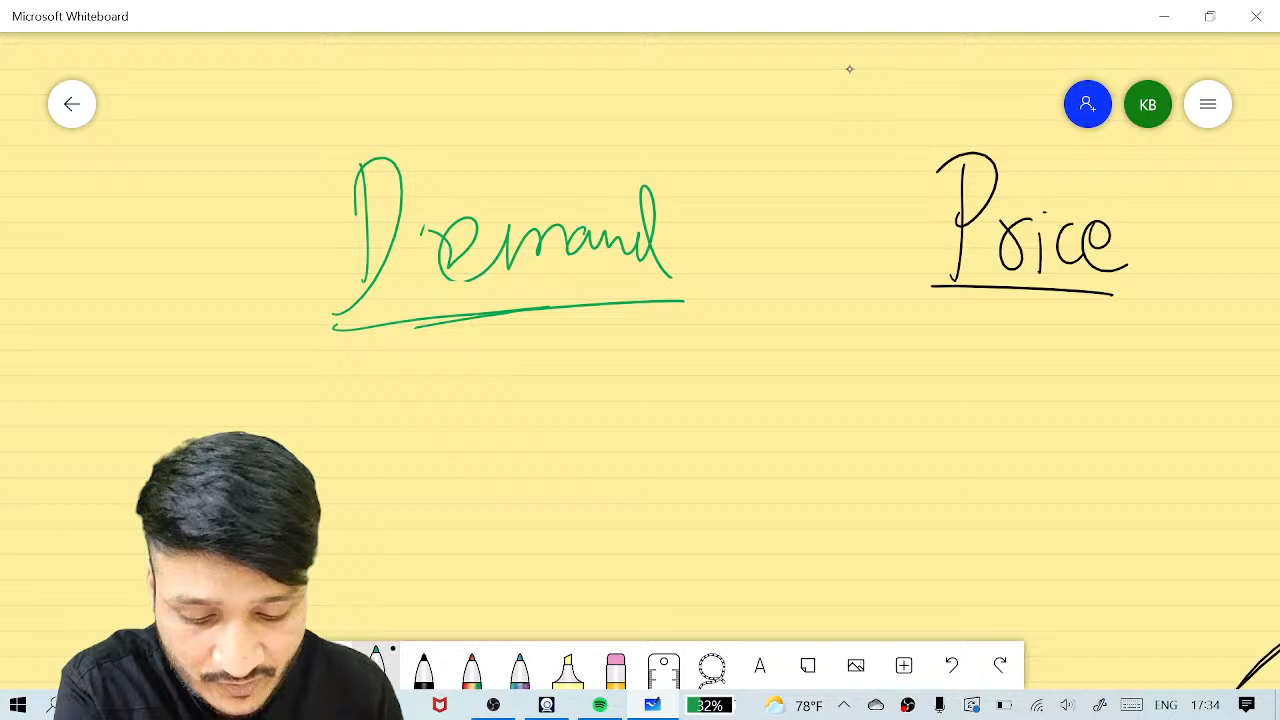 Microsoft Whiteboard
KB
Demand
Price
A
32%
78°F
ENG
17:34